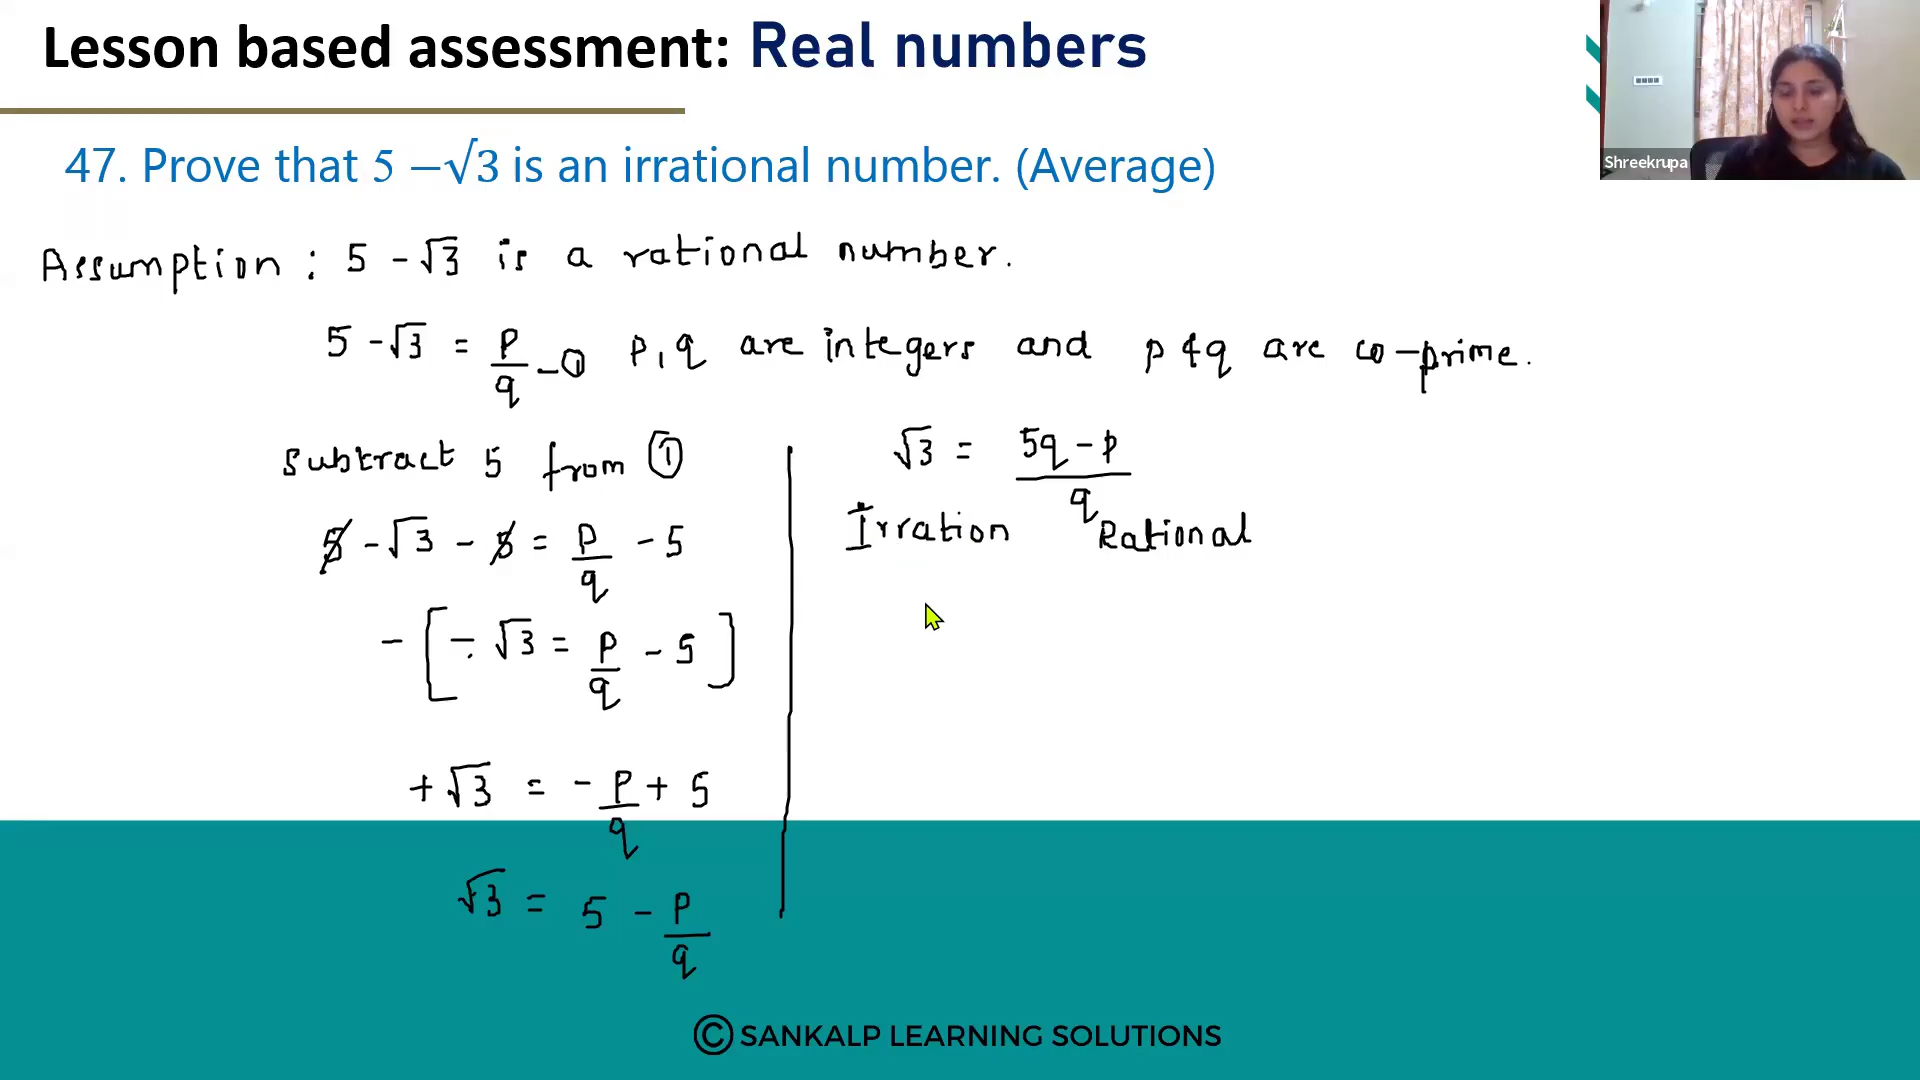 Lesson based assessment: Real numbers
Shreekrupa
47. Prove that 5 −√3 is an irrational number. (Average)
Assumption : 5 - √3 is a rational number.
5 - √3 = p/q - ① p, q are integers and p & q are co-prime.
Subtract 5 from ①
5 - √3 - 5 = p/q - 5
- [ - √3 = p/q - 5 ]
+ √3 = - p/q + 5
√3 = 5 - p/q
√3 = 5q - p / q
Irration Rational
© SANKALP LEARNING SOLUTIONS